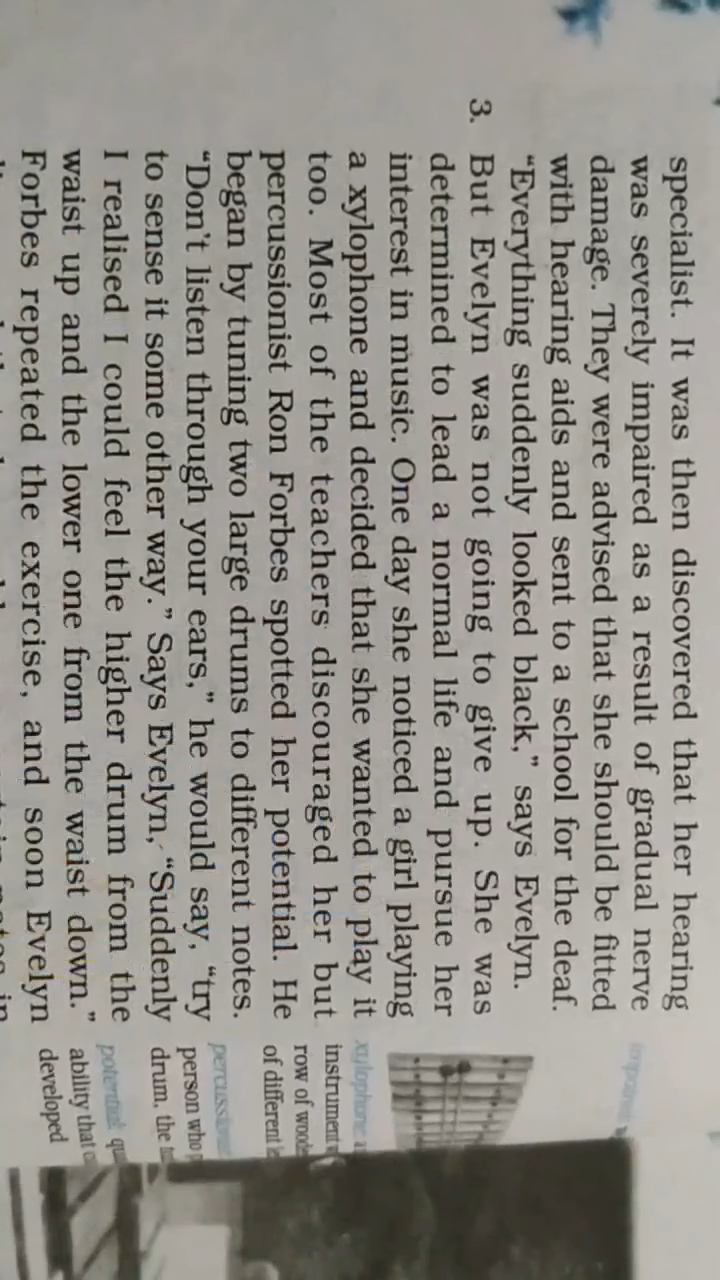 specialist. It was then discovered that her hearing
was severely impaired as a result of gradual nerve
damage. They were advised that she should be fitted
with hearing aids and sent to a school for the deaf.
“Everything suddenly looked black,” says Evelyn.
3. But Evelyn was not going to give up. She was
determined to lead a normal life and pursue her
interest in music. One day she noticed a girl playing
a xylophone and decided that she wanted to play it
too. Most of the teachers discouraged her but
percussionist Ron Forbes spotted her potential. He
began by tuning two large drums to different notes.
“Don't listen through your ears,” he would say, “try
to sense it some other way.” Says Evelyn, “Suddenly
I realised I could feel the higher drum from the
waist up and the lower one from the waist down.”
Forbes repeated the exercise, and soon Evelyn
xylophone
instrument
row of
of different
person who
drum, the
potential
ability that
developed